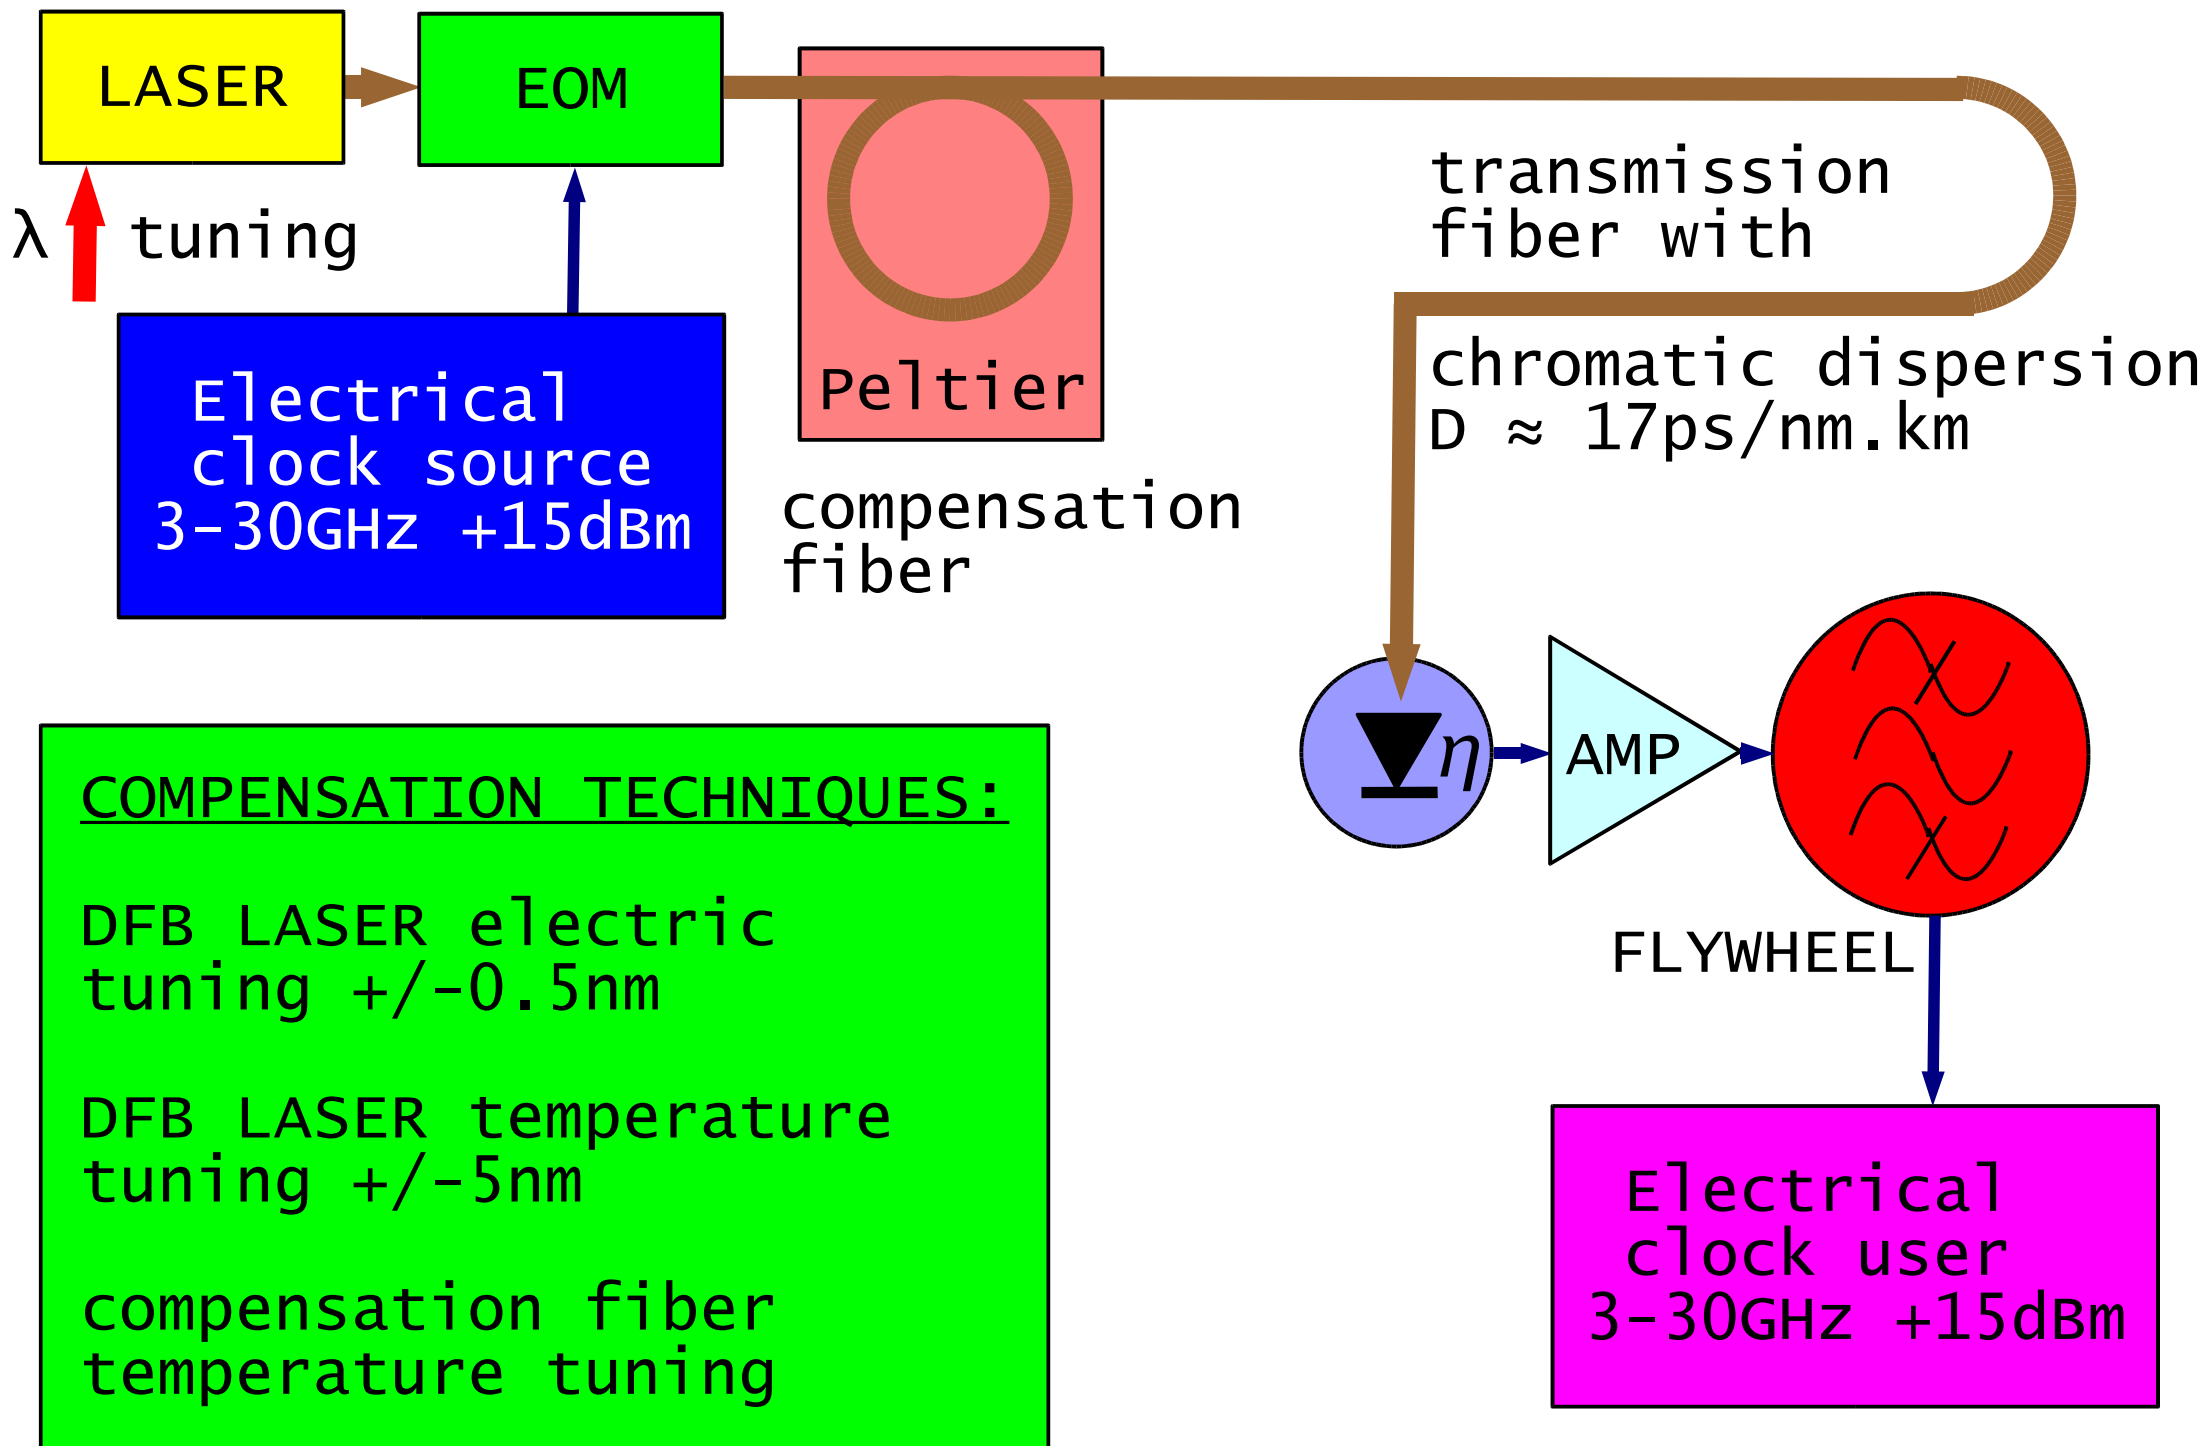 LASER
EOM
λ tuning
transmission
fiber with
Electrical
clock source
3-30GHz +15dBm
Peltier
compensation
fiber
chromatic dispersion
D ≈ 17ps/nm.km
η
AMP
FLYWHEEL
COMPENSATION TECHNIQUES:
DFB LASER electric
tuning +/-0.5nm
DFB LASER temperature
tuning +/-5nm
compensation fiber
temperature tuning
Electrical
clock user
3-30GHz +15dBm